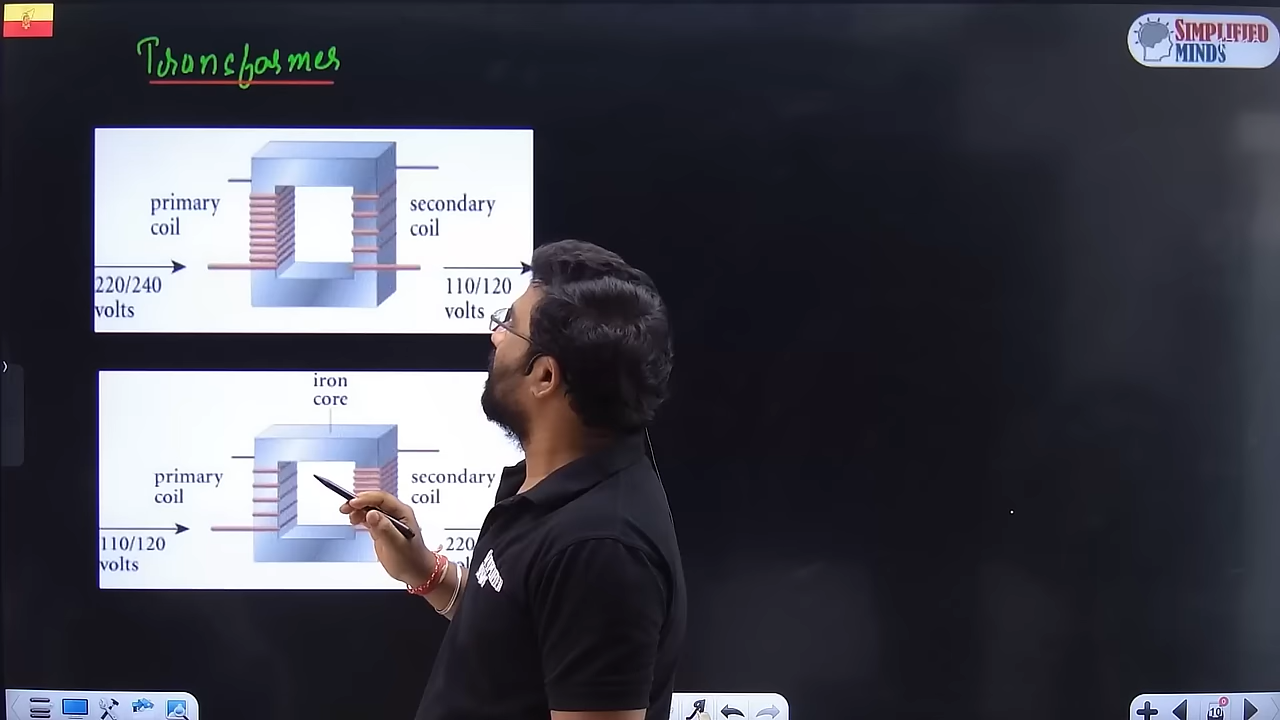 Transformer
SIMPLIFIED
MINDS
primary
coil
secondary
coil
220/240
volts
110/120
volts
iron
core
primary
coil
secondary
coil
110/120
volts
220
10